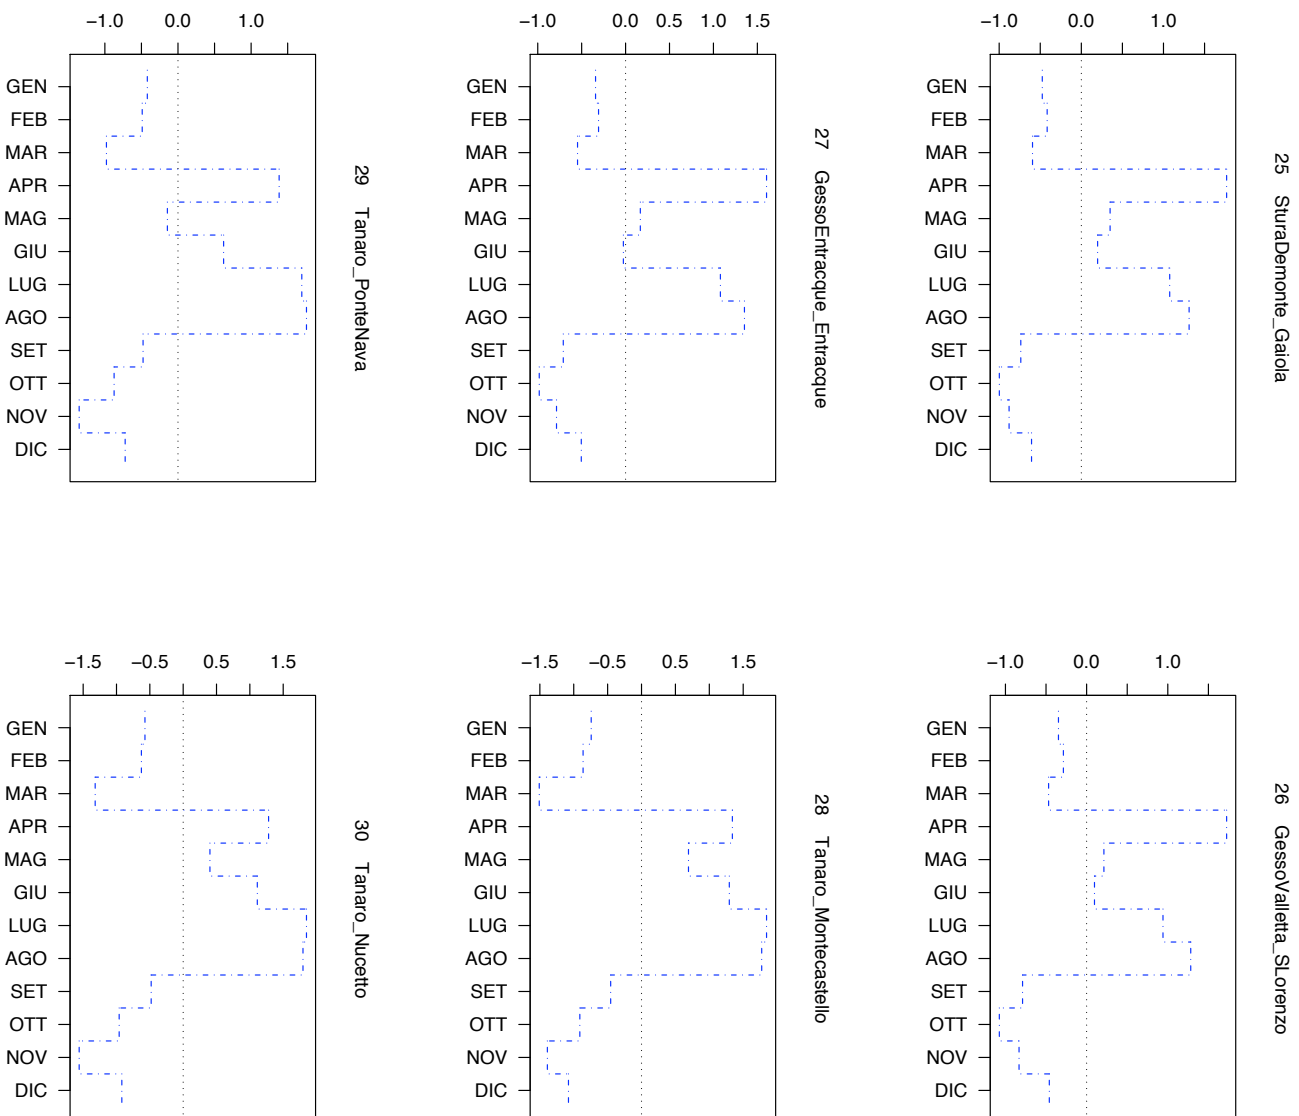 −1.0 0.0 1.0
GEN
FEB
MAR
APR
MAG
GIU
LUG
AGO
SET
OTT
NOV
DIC
29 Tanaro_PonteNava
−1.0 0.0 0.5 1.0 1.5
GEN
FEB
MAR
APR
MAG
GIU
LUG
AGO
SET
OTT
NOV
DIC
27 GessoEntracque_Entracque
−1.0 0.0 1.0
GEN
FEB
MAR
APR
MAG
GIU
LUG
AGO
SET
OTT
NOV
DIC
25 SturaDemonte_Gaiola
−1.5 −0.5 0.5 1.5
GEN
FEB
MAR
APR
MAG
GIU
LUG
AGO
SET
OTT
NOV
DIC
30 Tanaro_Nucetto
−1.5 −0.5 0.5 1.5
GEN
FEB
MAR
APR
MAG
GIU
LUG
AGO
SET
OTT
NOV
DIC
28 Tanaro_Montecastello
−1.0 0.0 1.0
GEN
FEB
MAR
APR
MAG
GIU
LUG
AGO
SET
OTT
NOV
DIC
26 GessoValletta_SLorenzo